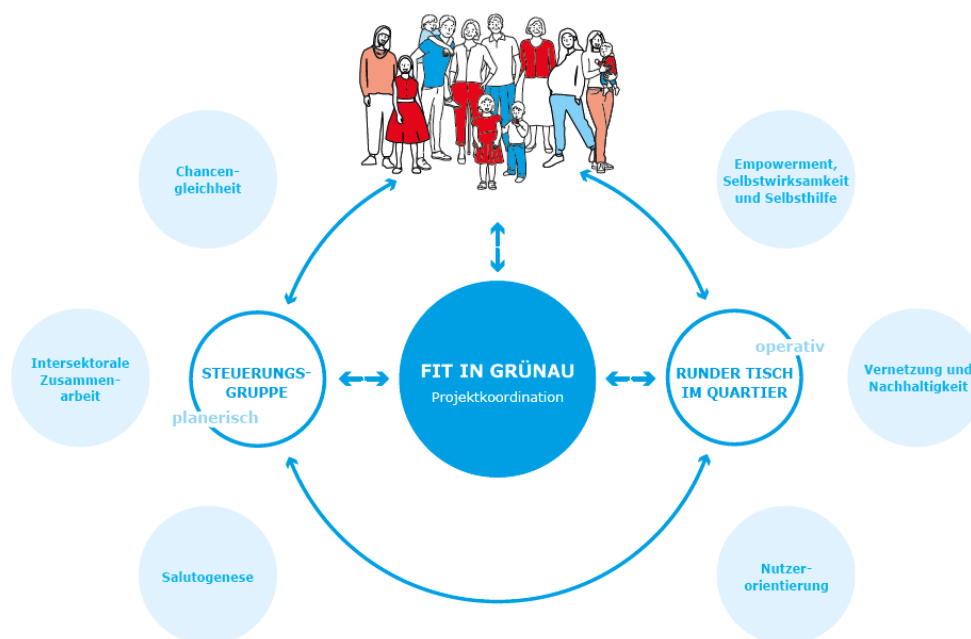 Chancen-
gleichheit
Empowerment,
Selbstwirksamkeit
und Selbsthilfe
Intersektorale
Zusammen-
arbeit
STEUERUNGS-
GRUPPE
planerisch
FIT IN GRÜNAU
Projektkoordination
operativ
RUNDER TISCH
IM QUARTIER
Vernetzung und
Nachhaltigkeit
Salutogenese
Nutzer-
orientierung